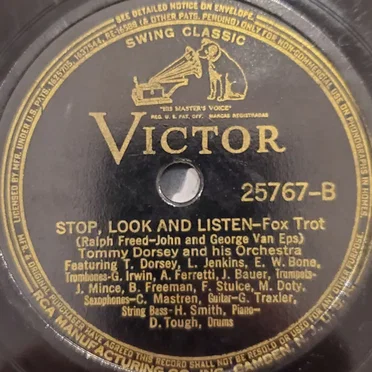 SEE DETAILED NOTICE ON ENVELOPE
SWING CLASSIC
"HIS MASTER'S VOICE"
REG. U. S. PAT. OFF. MARCAS REGISTRADAS
VICTOR
25767-B
STOP, LOOK AND LISTEN-Fox Trot
(Ralph Freed-John and George Van Eps)
Tommy Dorsey and his Orchestra
Featuring T. Dorsey, L. Jenkins, E. W. Bone,
Trombones-G. Irwin, A. Ferretti, J. Bauer, Trumpets-
J. Mince, B. Freeman, F. Stulce, M. Doty,
Saxophones-C. Mastren, Guitar-G. Traxler,
String Bass-H. Smith, Piano-
D. Tough, Drums
RCA MANUFACTURING CO.
CAMDEN, N. J., U.